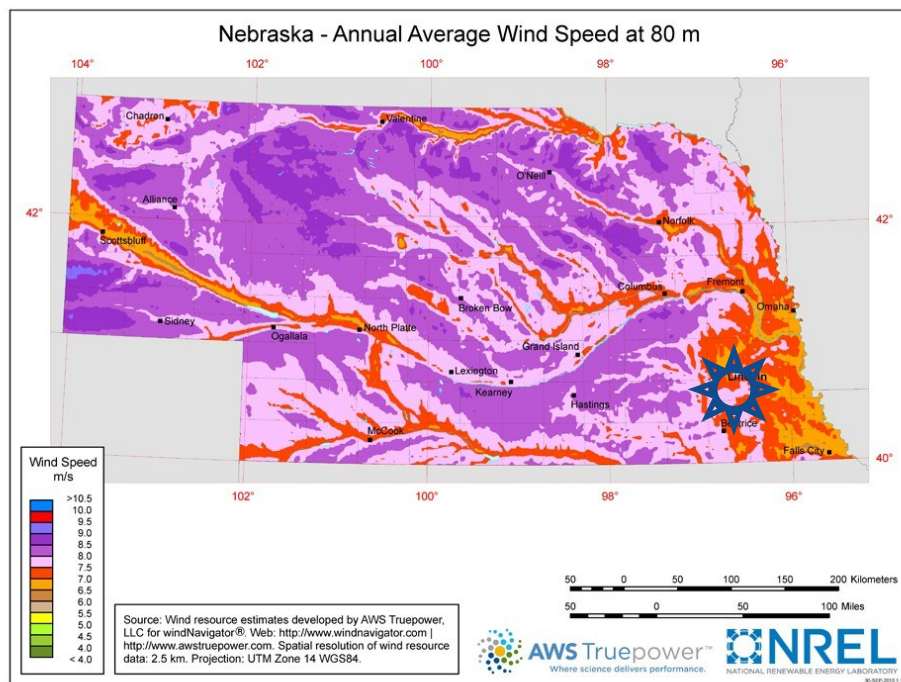 Nebraska - Annual Average Wind Speed at 80 m
104°
102°
100°
98°
96°
Chadron
Valentine
O'Neill
Alliance
42°
42°
Norfolk
Scottsbluff
Columbus
Fremont
Broken Bow
Omaha
Sidney
Ogallala
North Platte
Grand Island
Lexington
Lincoln
Kearney
Hastings
McCook
Beatrice
Falls City
40°
40°
102°
100°
98°
96°
Wind Speed
m/s
>10.5
10.0
9.5
9.0
8.5
8.0
7.5
7.0
6.5
6.0
5.5
5.0
4.5
4.0
< 4.0
Source: Wind resource estimates developed by AWS Truepower,
LLC for windNavigator®. Web: http://www.windnavigator.com |
http://www.awstruepower.com. Spatial resolution of wind resource
data: 2.5 km. Projection: UTM Zone 14 WGS84.
50 0 50 100 150 200 Kilometers
50 0 50 100 Miles
AWS Truepower™
Where science delivers performance.
NREL
NATIONAL RENEWABLE ENERGY LABORATORY